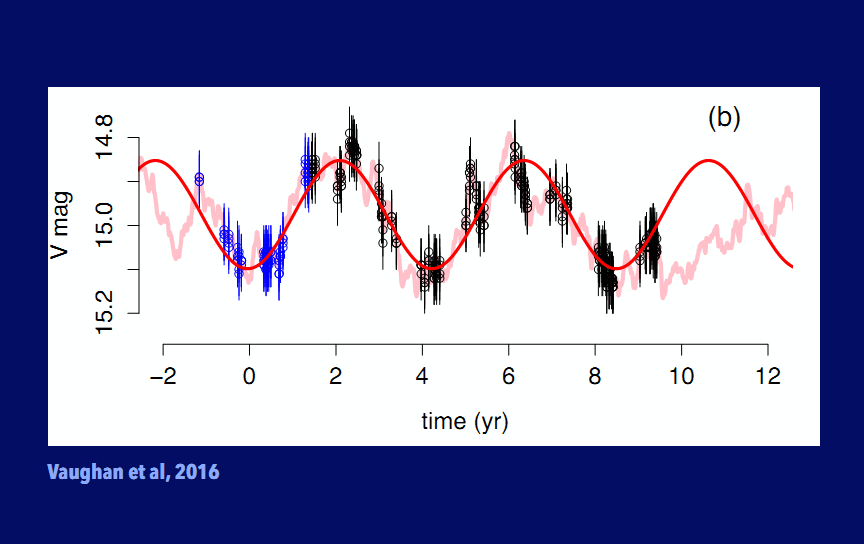 (b)
V mag
14.8
15.0
15.2
−2 0 2 4 6 8 10 12
time (yr)
Vaughan et al, 2016